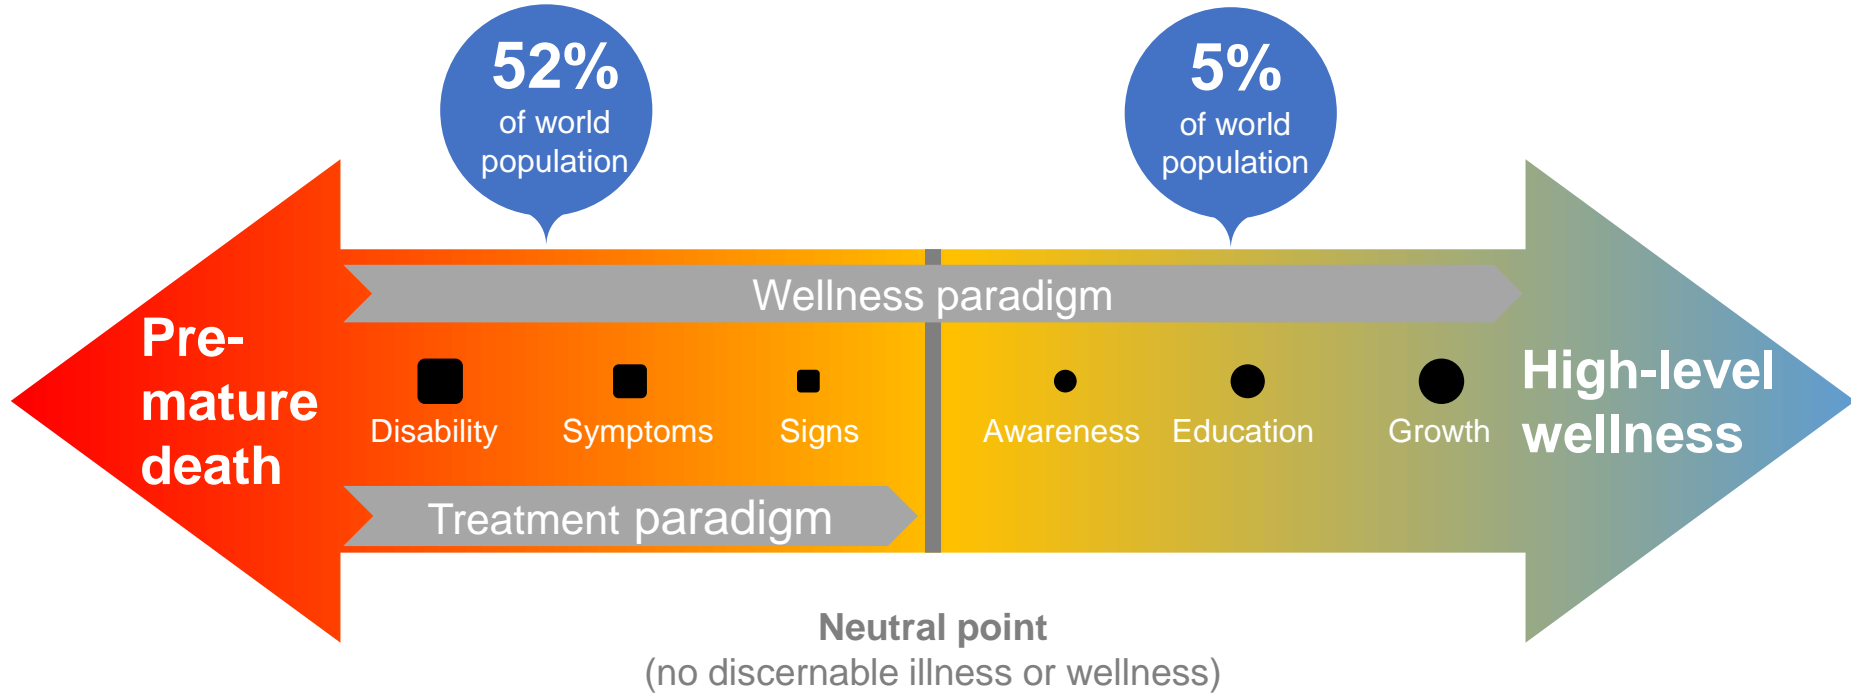 52%
of world
population
5%
of world
population
Wellness paradigm
Pre-
mature
death
Disability
Symptoms
Signs
Awareness
Education
Growth
High-level
wellness
Treatment paradigm
Neutral point
(no discernable illness or wellness)